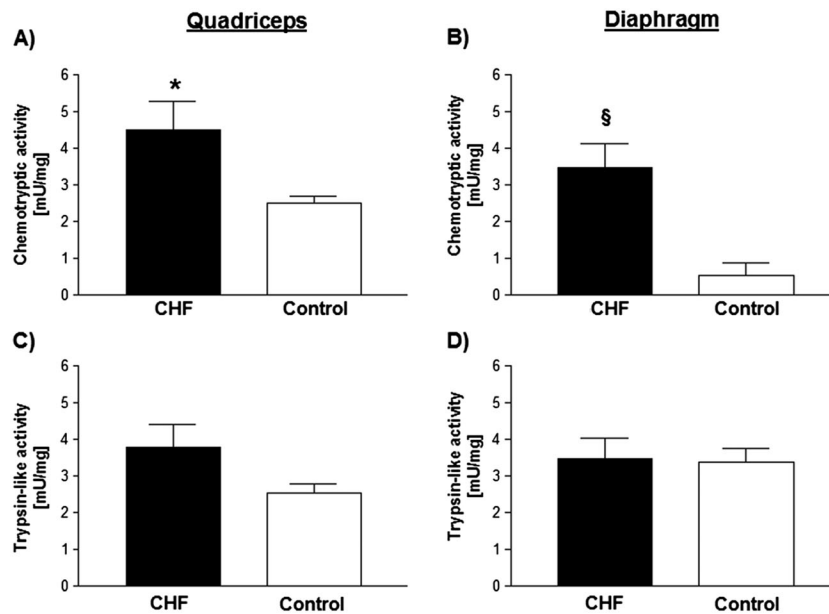 Quadriceps
A)
*
Chemotryptic activity
[mU/mg]
6
5
4
3
2
1
0
CHF Control
Diaphragm
B)
§
Chemotryptic activity
[mU/mg]
6
5
4
3
2
1
0
CHF Control
C)
Trypsin-like activity
[mU/mg]
6
5
4
3
2
1
0
CHF Control
D)
Trypsin-like activity
[mU/mg]
6
5
4
3
2
1
0
CHF Control